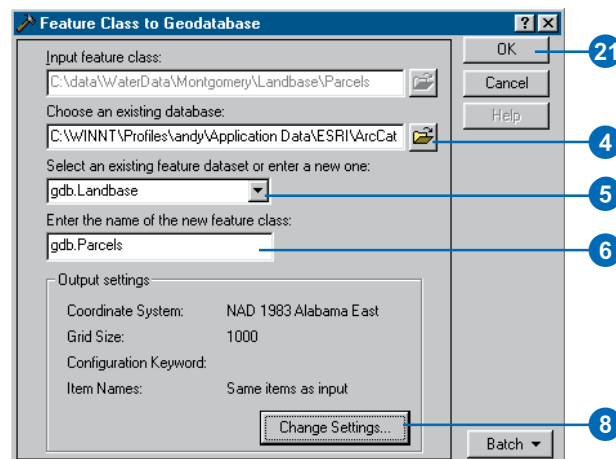 Feature Class to Geodatabase
Input feature class:
C:\data\WaterData\Montgomery\Landbase\Parcels
Choose an existing database:
C:\WINNT\Profiles\andy\Application Data\ESRI\ArcCat
Select an existing feature dataset or enter a new one:
gdb.Landbase
Enter the name of the new feature class:
gdb.Parcels
Output settings
Coordinate System: NAD 1983 Alabama East
Grid Size: 1000
Configuration Keyword:
Item Names: Same items as input
Change Settings...
OK
Cancel
Help
Batch
21
4
5
6
8